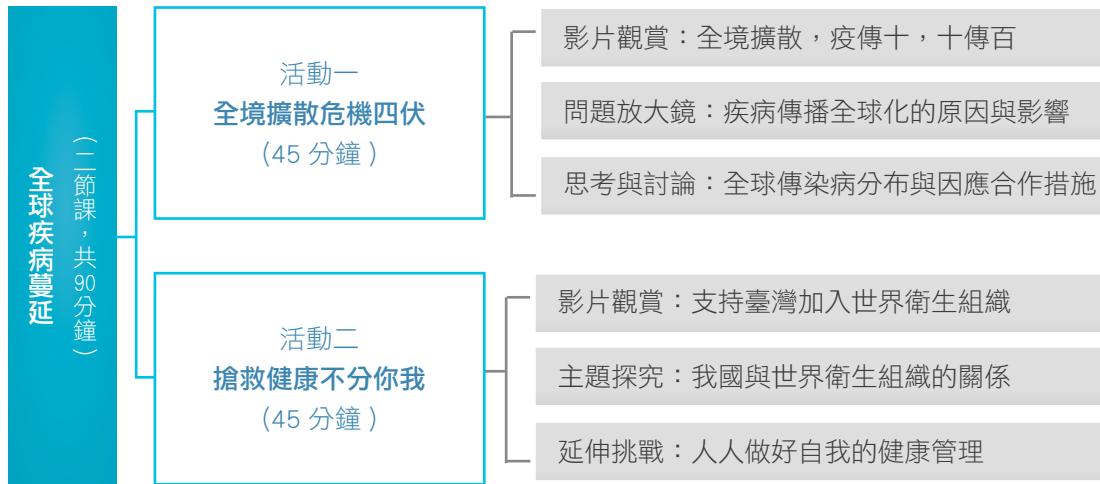 全球疾病蔓延
（二節課，共90分鐘）
活動一
全境擴散危機四伏
（45 分鐘）
影片觀賞：全境擴散，疫傳十，十傳百
問題放大鏡：疾病傳播全球化的原因與影響
思考與討論：全球傳染病分布與因應合作措施
活動二
搶救健康不分你我
（45 分鐘）
影片觀賞：支持臺灣加入世界衛生組織
主題探究：我國與世界衛生組織的關係
延伸挑戰：人人做好自我的健康管理